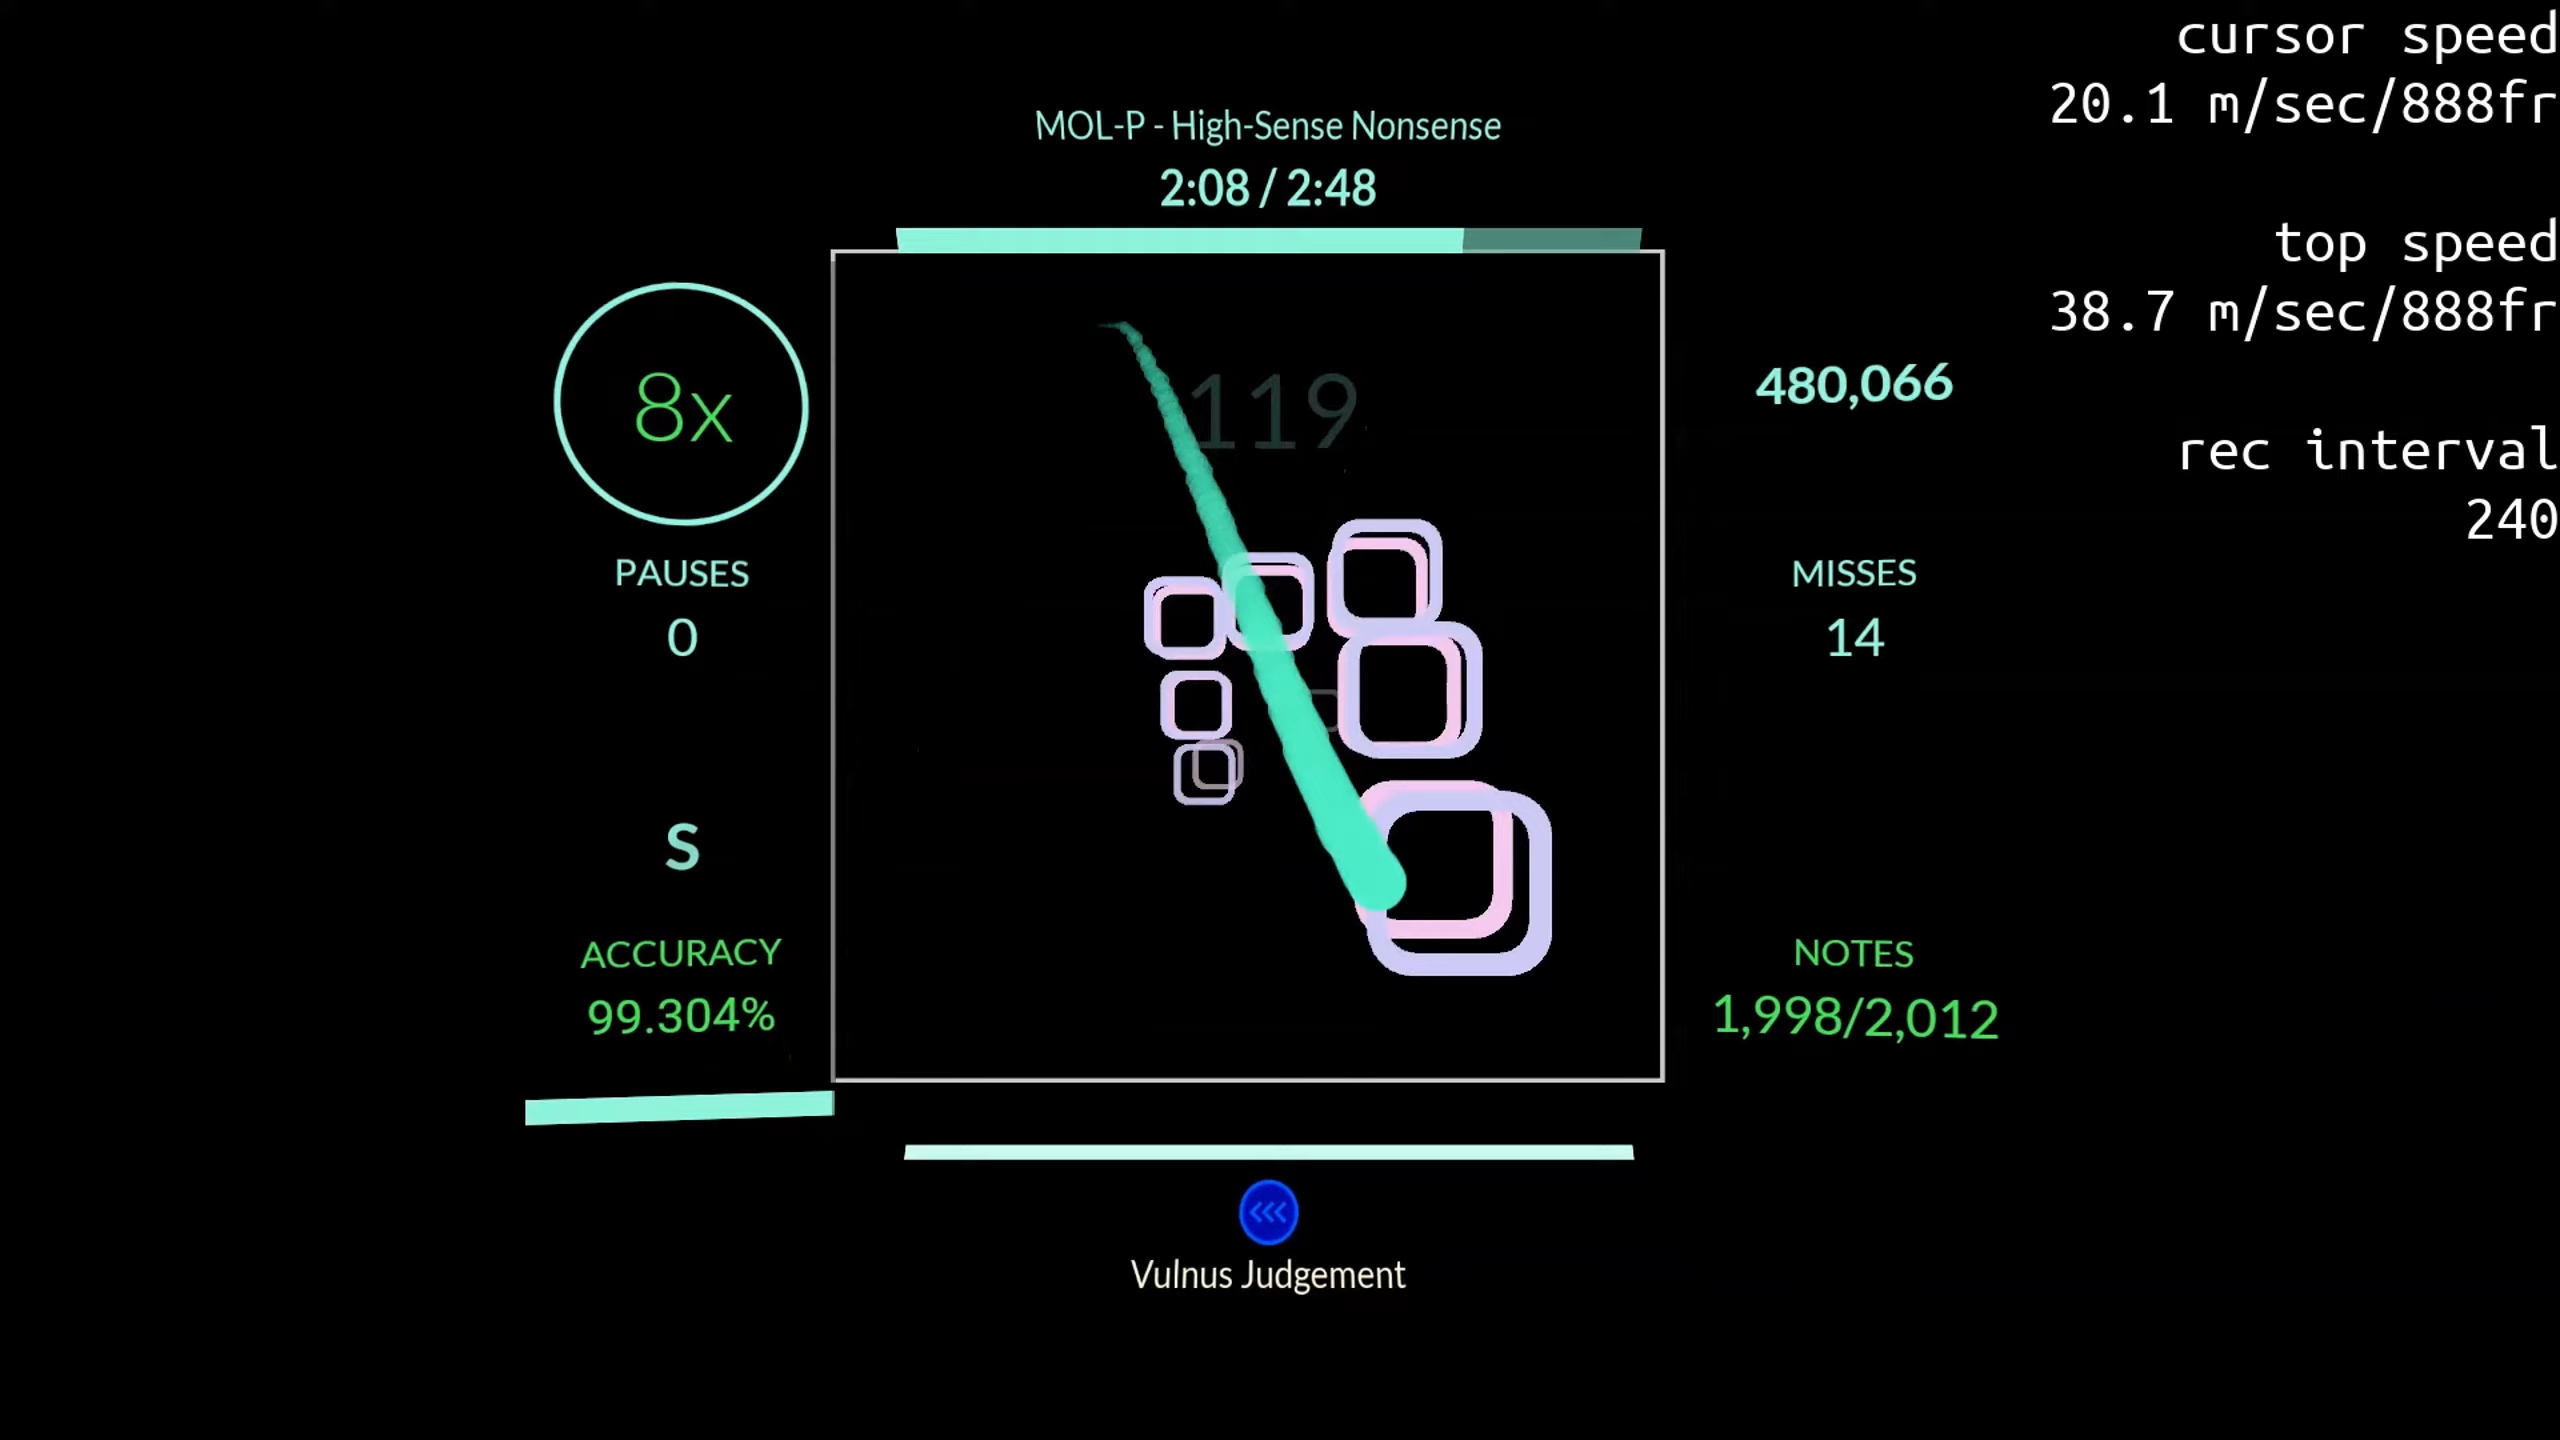 cursor speed
20.1 m/sec/888fr
top speed
38.7 m/sec/888fr
rec interval
240
MOL-P - High-Sense Nonsense
2:08 / 2:48
8x
119
480,066
PAUSES
0
MISSES
14
S
ACCURACY
99.304%
NOTES
1,998/2,012
Vulnus Judgement